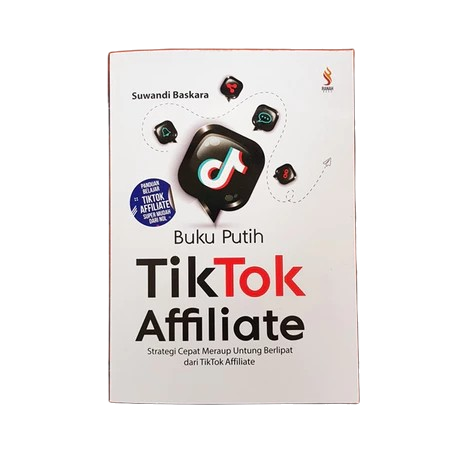 Suwandi Baskara
PANDUAN
BELAJAR
TIKTOK
AFFILIATE
SUPER MUDAH
DARI NOL
Buku Putih
TikTok
Affiliate
Strategi Cepat Meraup Untung Berlipat
dari TikTok Affiliate